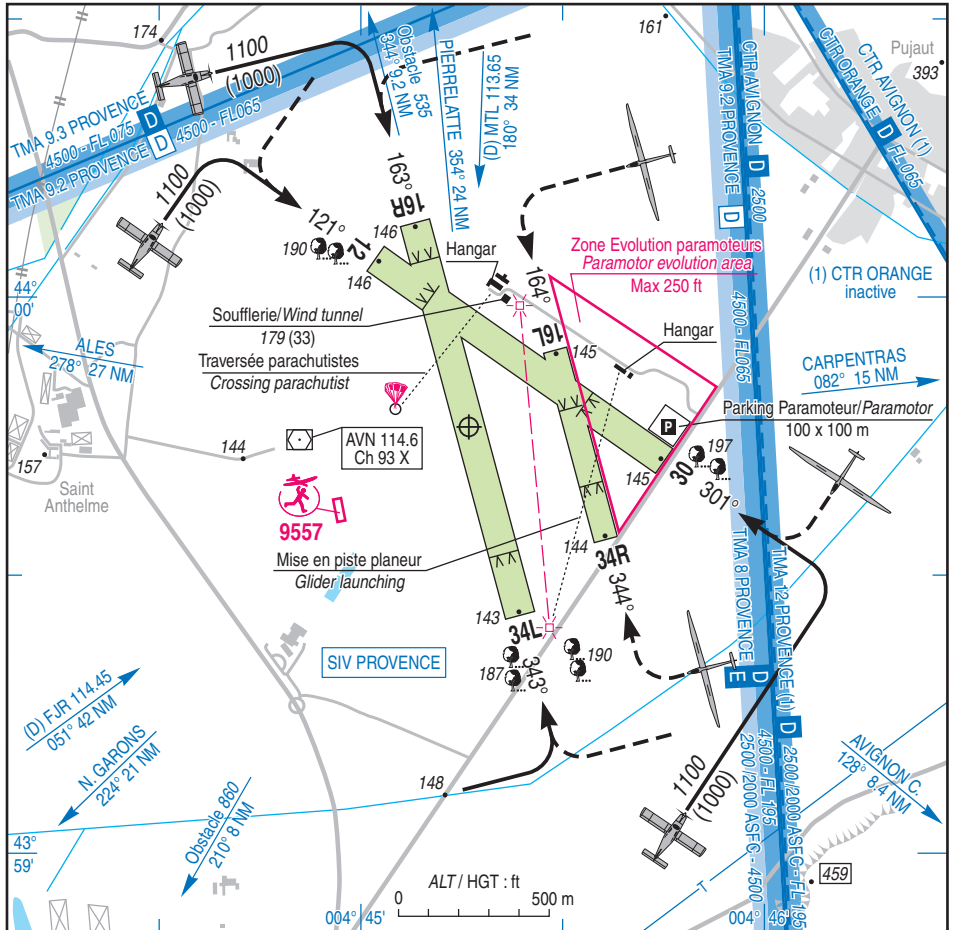 174
1100
(1000)
TMA 9.3 PROVENCE
4500 - FL 075 D
TMA 9.2 PROVENCE D 4500 - FL065
Obstacle 535
344° 9.2 NM
PIERRELATTE 354° 24 NM
(D) MTL 113.65
180° 34 NM
161
CTR AVIGNON D 2500
TMA 9.2 PROVENCE D 4500 - FL065
CTR ORANGE D FL 065
CTR AVIGNON (1)
Pujaut
393
1100
(1000)
163°
16R
146
121°
12
190
146
Hangar
164°
Zone Evolution paramoteurs
Paramotor evolution area
Max 250 ft
(1) CTR ORANGE
inactive
44°
00'
Soufflerie/Wind tunnel
179 (33)
16L
145
Hangar
ALES
278° 27 NM
Traversée parachutistes
Crossing parachutist
CARPENTRAS
082° 15 NM
Parking Paramoteur/Paramotor
100 x 100 m
P
144
AVN 114.6
Ch 93 X
157
Saint
Anthelme
145
30
197
301°
9557
Mise en piste planeur
Glider launching
144
34R
344°
143
34L
343°
187
190
SIV PROVENCE
TMA 8 PROVENCE E 2500/2000 ASFC - 4500
D 4500 - FL 195
TMA 12 PROVENCE (1) D 2500/2000 ASFC - FL 195
(D) FJR 114.45
051° 42 NM
N. GARONS
224° 21 NM
Obstacle 860
210° 8 NM
148
1100
(1000)
AVIGNON C.
128° 8.4 NM
43°
59'
T
459
ALT / HGT : ft
0 500 m
004° 45'
004° 46'